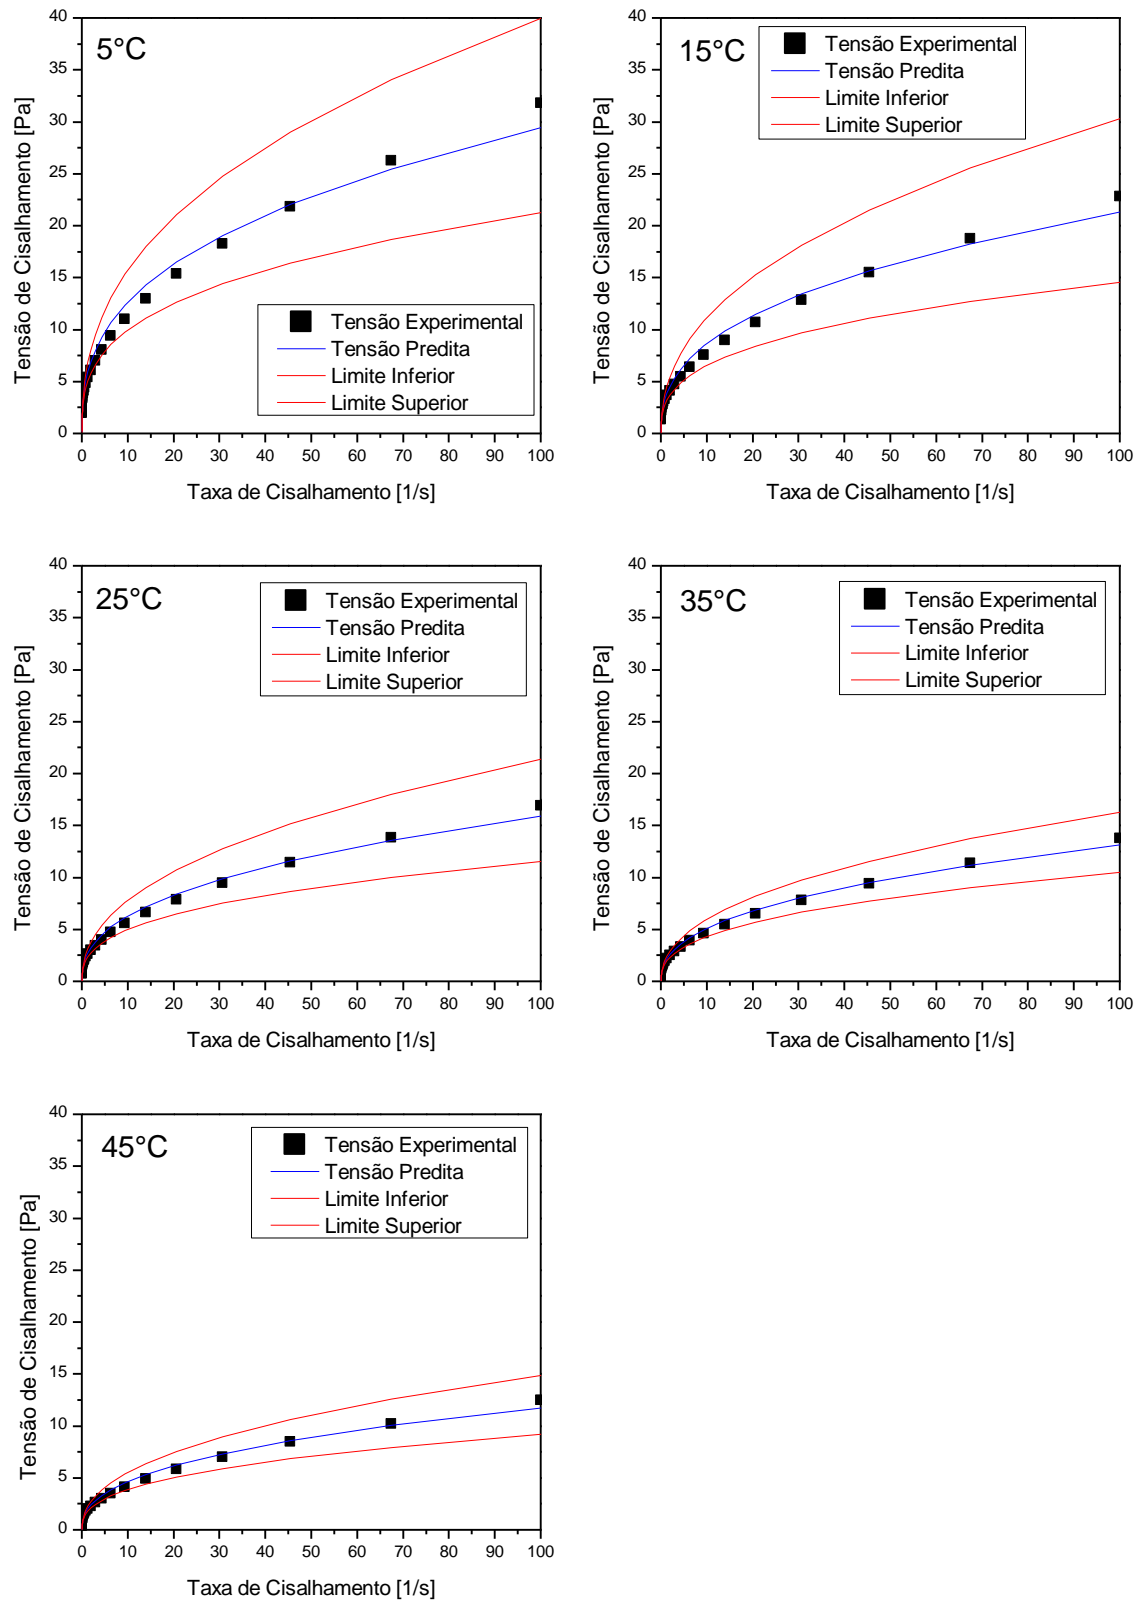 5°C
40
35
30
25
20
15
10
5
0
Tensão de Cisalhamento [Pa]
Tensão Experimental
Tensão Predita
Limite Inferior
Limite Superior
0 10 20 30 40 50 60 70 80 90 100
Taxa de Cisalhamento [1/s]
15°C
40
35
30
25
20
15
10
5
0
Tensão de Cisalhamento [Pa]
Tensão Experimental
Tensão Predita
Limite Inferior
Limite Superior
0 10 20 30 40 50 60 70 80 90 100
Taxa de Cisalhamento [1/s]
25°C
40
35
30
25
20
15
10
5
0
Tensão de Cisalhamento [Pa]
Tensão Experimental
Tensão Predita
Limite Inferior
Limite Superior
0 10 20 30 40 50 60 70 80 90 100
Taxa de Cisalhamento [1/s]
35°C
40
35
30
25
20
15
10
5
0
Tensão de Cisalhamento [Pa]
Tensão Experimental
Tensão Predita
Limite Inferior
Limite Superior
0 10 20 30 40 50 60 70 80 90 100
Taxa de Cisalhamento [1/s]
45°C
40
35
30
25
20
15
10
5
0
Tensão de Cisalhamento [Pa]
Tensão Experimental
Tensão Predita
Limite Inferior
Limite Superior
0 10 20 30 40 50 60 70 80 90 100
Taxa de Cisalhamento [1/s]